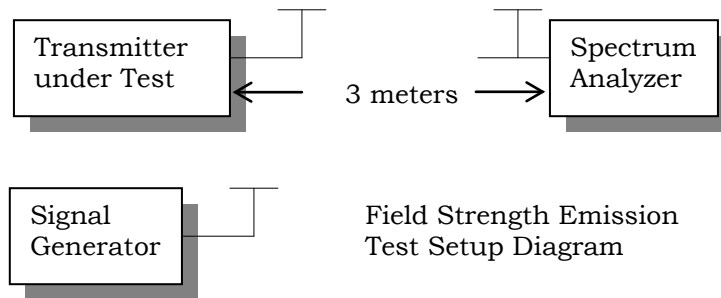 Transmitter
under Test
3 meters
Spectrum
Analyzer
Signal
Generator
Field Strength Emission
Test Setup Diagram